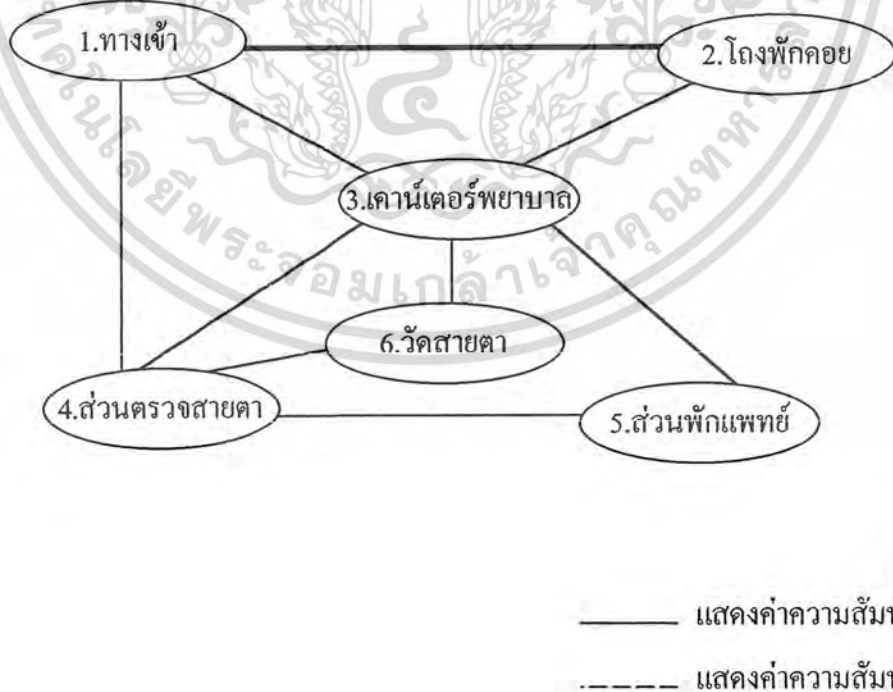 1.ทางเข้า
2.โถงพักคอย
3.เคาน์เตอร์พยาบาล
6.วัดสายตา
4.ส่วนตรวจสายตา
5.ส่วนพักแพทย์
แสดงค่าความสัม
แสดงค่าความสัม